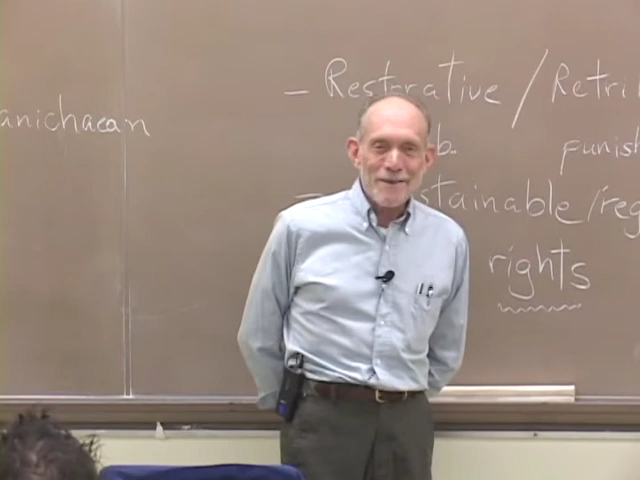 anichaean
- Restorative / Retri
b. punish
- stainable/reg
rights